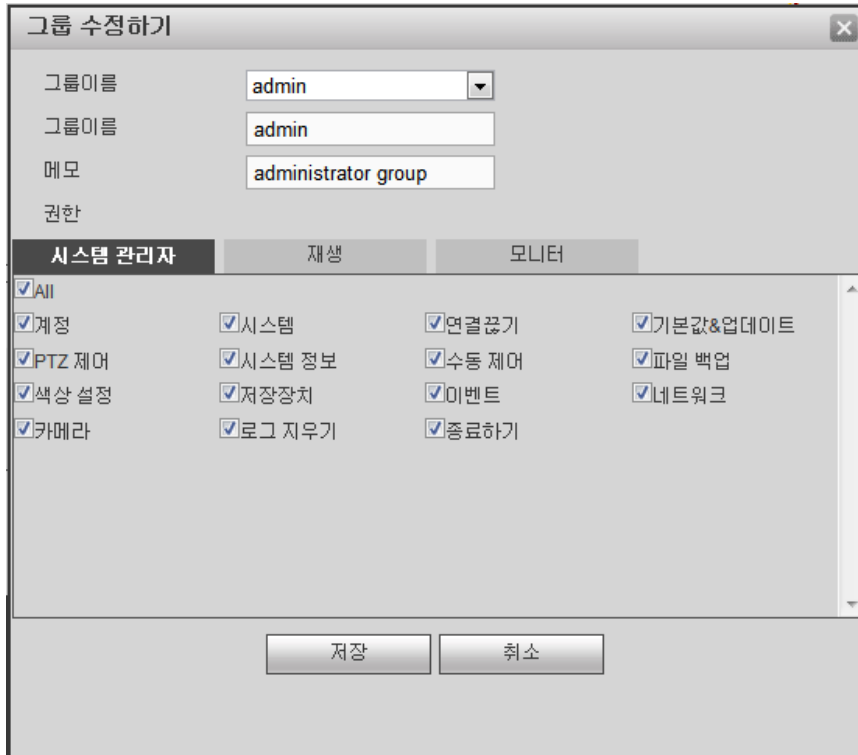 그룹 수정하기
그룹이름 admin
그룹이름 admin
메모 administrator group
권한
시스템 관리자 재생 모니터
All
계정 시스템 연결끊기 기본값&업데이트
PTZ 제어 시스템 정보 수동 제어 파일 백업
색상 설정 저장장치 이벤트 네트워크
카메라 로그 지우기 종료하기
저장 취소